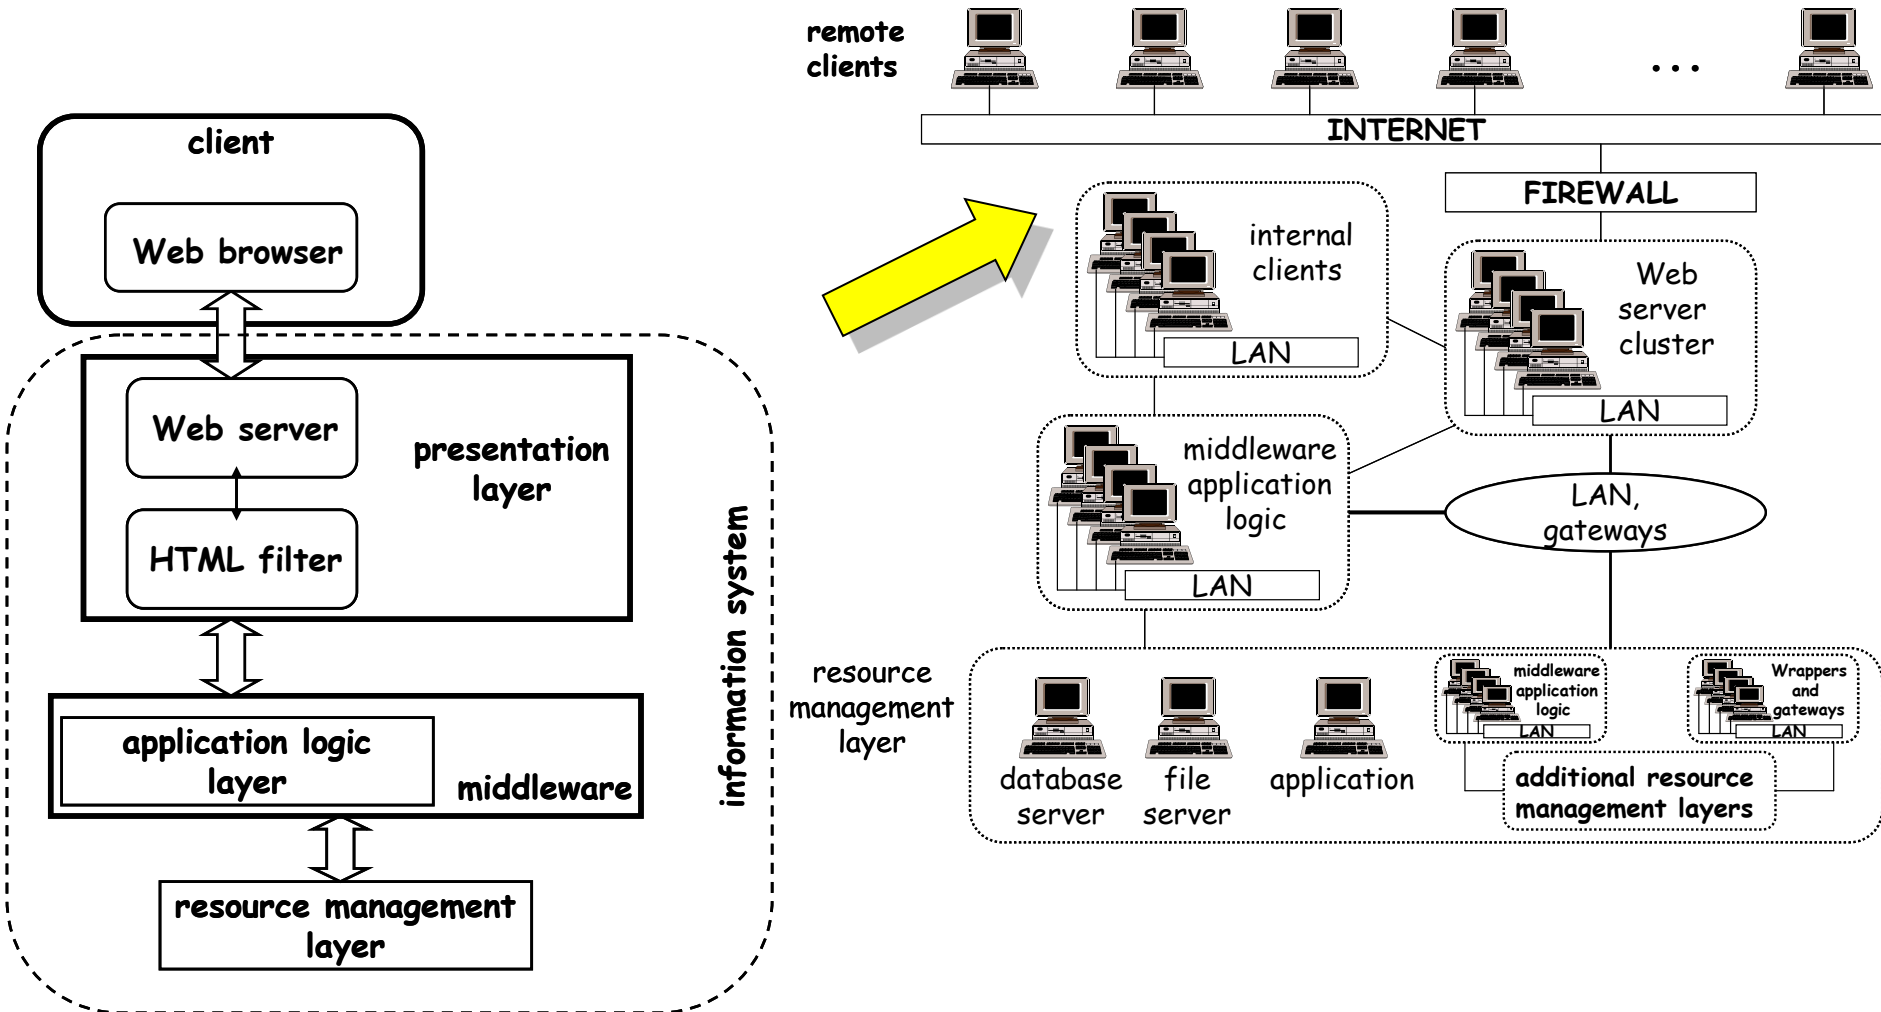 client
Web browser
Web server
presentation
layer
HTML filter
information system
application logic
layer
middleware
resource management
layer
remote
clients
...
INTERNET
FIREWALL
internal
clients
LAN
Web
server
cluster
LAN
middleware
application
logic
LAN
LAN,
gateways
resource
management
layer
database
server
file
server
application
middleware
application
logic
LAN
Wrappers
and
gateways
LAN
additional resource
management layers